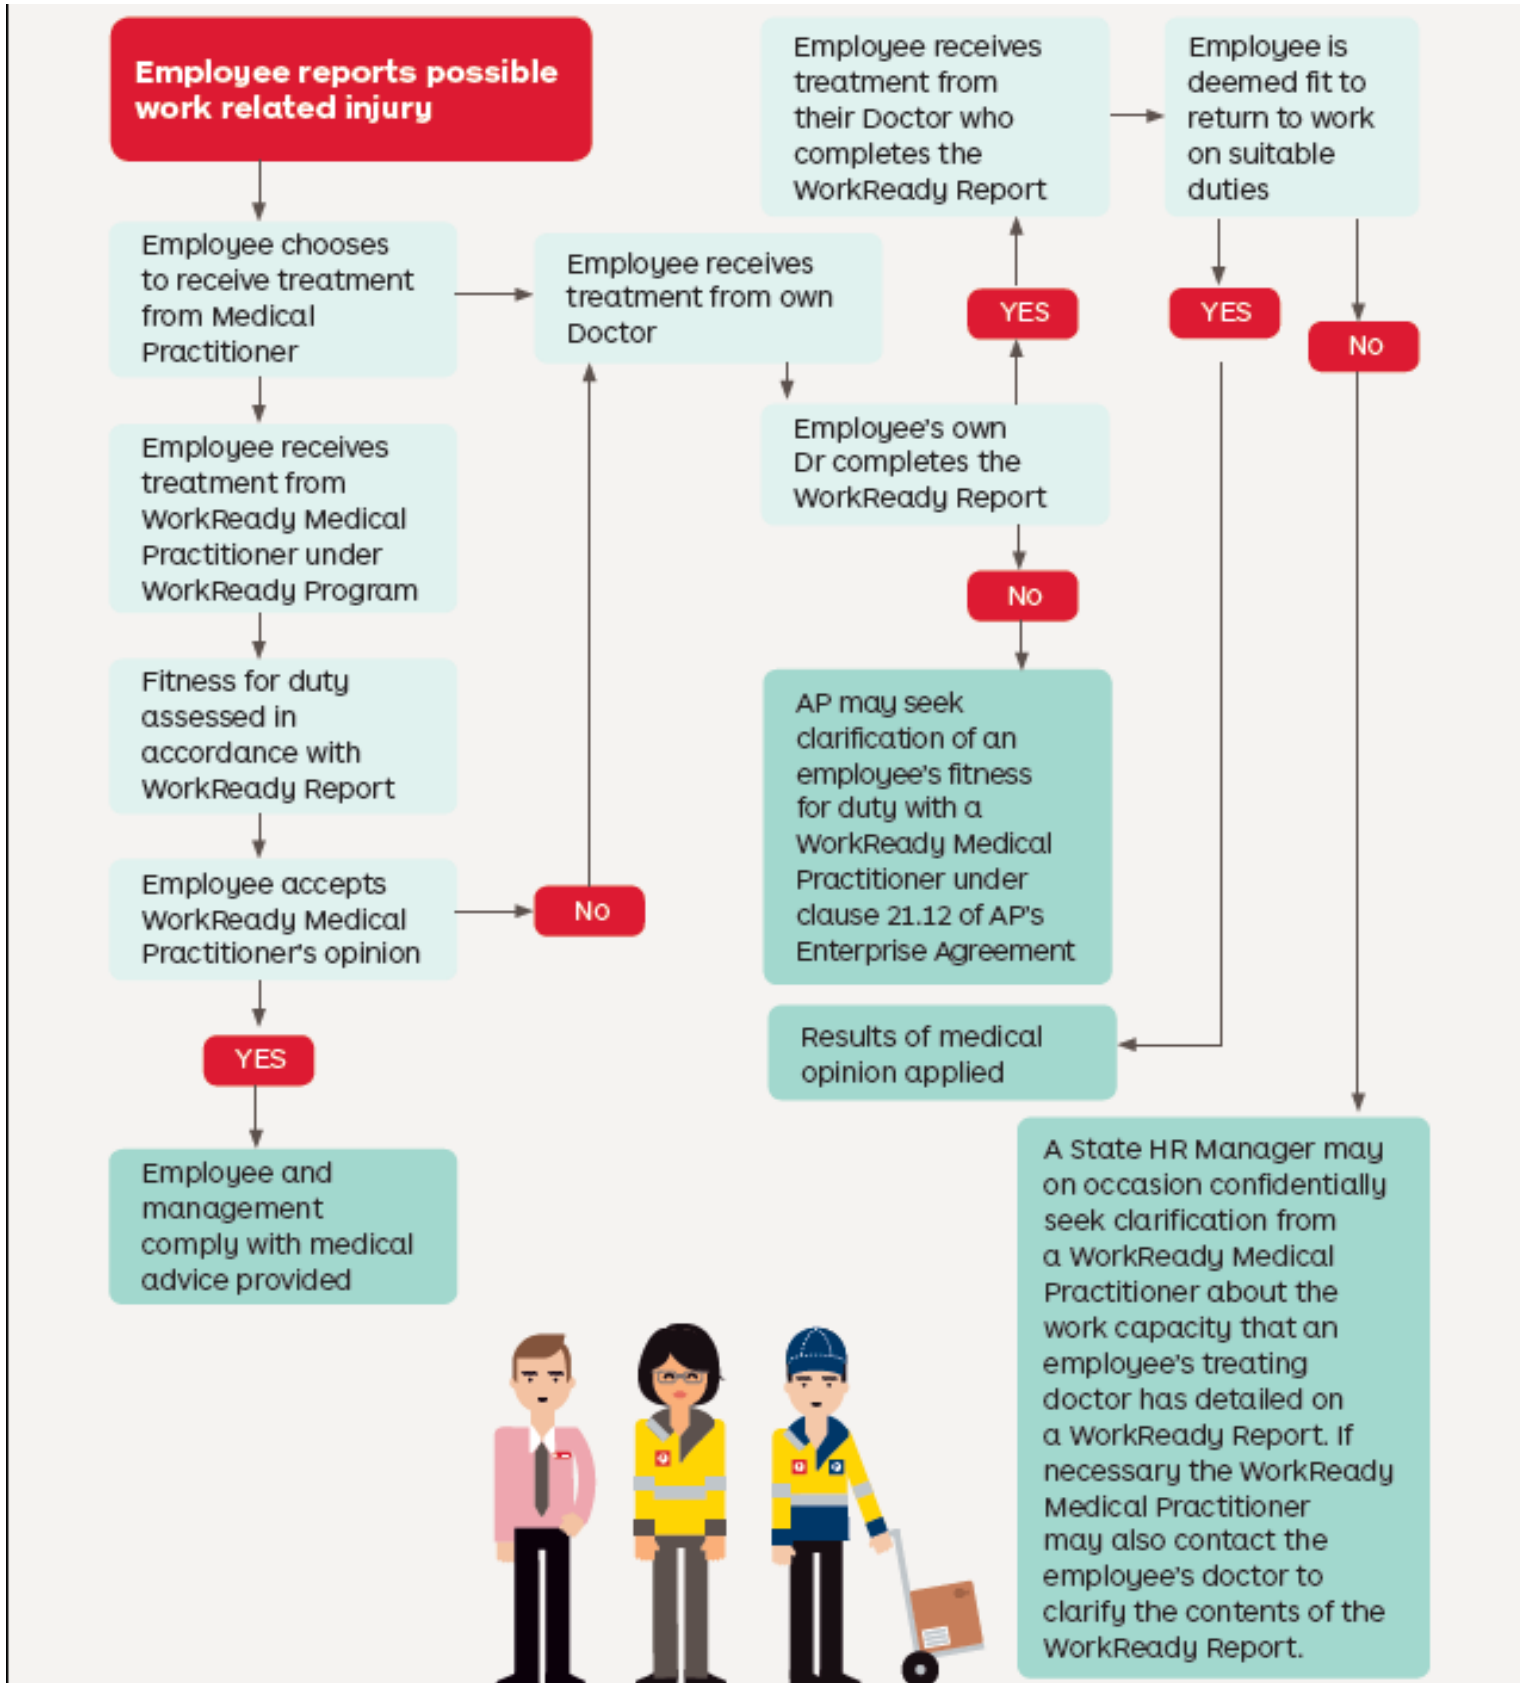 Employee reports possible
work related injury
Employee chooses
to receive treatment
from Medical
Practitioner
Employee receives
treatment from
WorkReady Medical
Practitioner under
WorkReady Program
Fitness for duty
assessed in
accordance with
WorkReady Report
Employee accepts
WorkReady Medical
Practitioner's opinion
No
YES
Employee and
management
comply with medical
advice provided
Employee receives
treatment from own
Doctor
Employee's own
Dr completes the
WorkReady Report
YES
Employee receives
treatment from
their Doctor who
completes the
WorkReady Report
No
AP may seek
clarification of an
employee's fitness
for duty with a
WorkReady Medical
Practitioner under
clause 21.12 of AP's
Enterprise Agreement
Employee is
deemed fit to
return to work
on suitable
duties
YES
Results of medical
opinion applied
No
A State HR Manager may
on occasion confidentially
seek clarification from
a WorkReady Medical
Practitioner about the
work capacity that an
employee's treating
doctor has detailed on
a WorkReady Report. If
necessary the WorkReady
Medical Practitioner
may also contact the
employee's doctor to
clarify the contents of the
WorkReady Report.